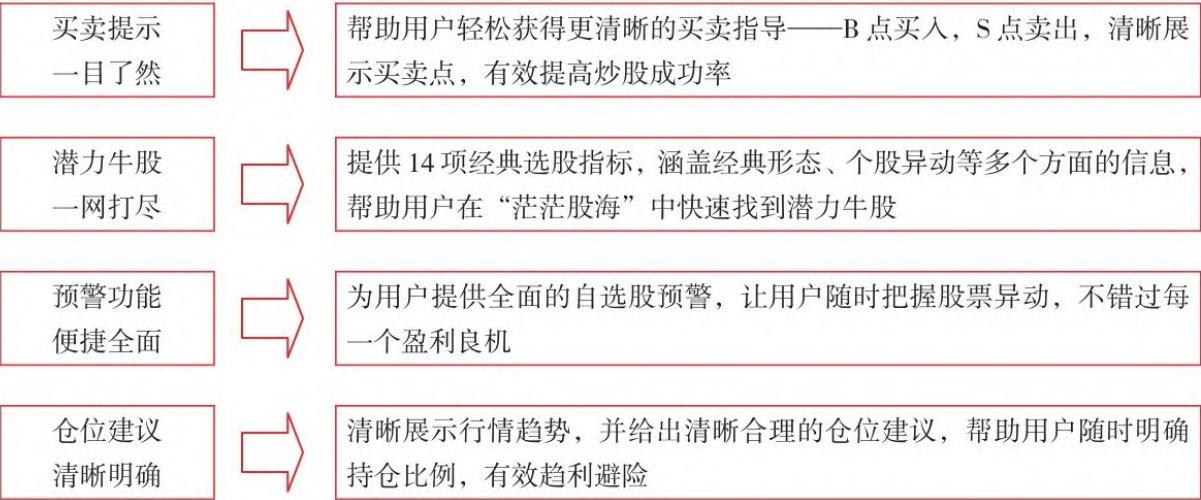 买卖提示
一目了然
帮助用户轻松获得更清晰的买卖指导——B 点买入，S 点卖出，清晰展
示买卖点，有效提高炒股成功率
潜力牛股
一网打尽
提供 14 项经典选股指标，涵盖经典形态、个股异动等多个方面的信息，
帮助用户在“茫茫股海”中快速找到潜力牛股
预警功能
便捷全面
为用户提供全面的自选股预警，让用户随时把握股票异动，不错过每
一个盈利良机
仓位建议
清晰明确
清晰展示行情趋势，并给出清晰合理的仓位建议，帮助用户随时明确
持仓比例，有效趋利避险